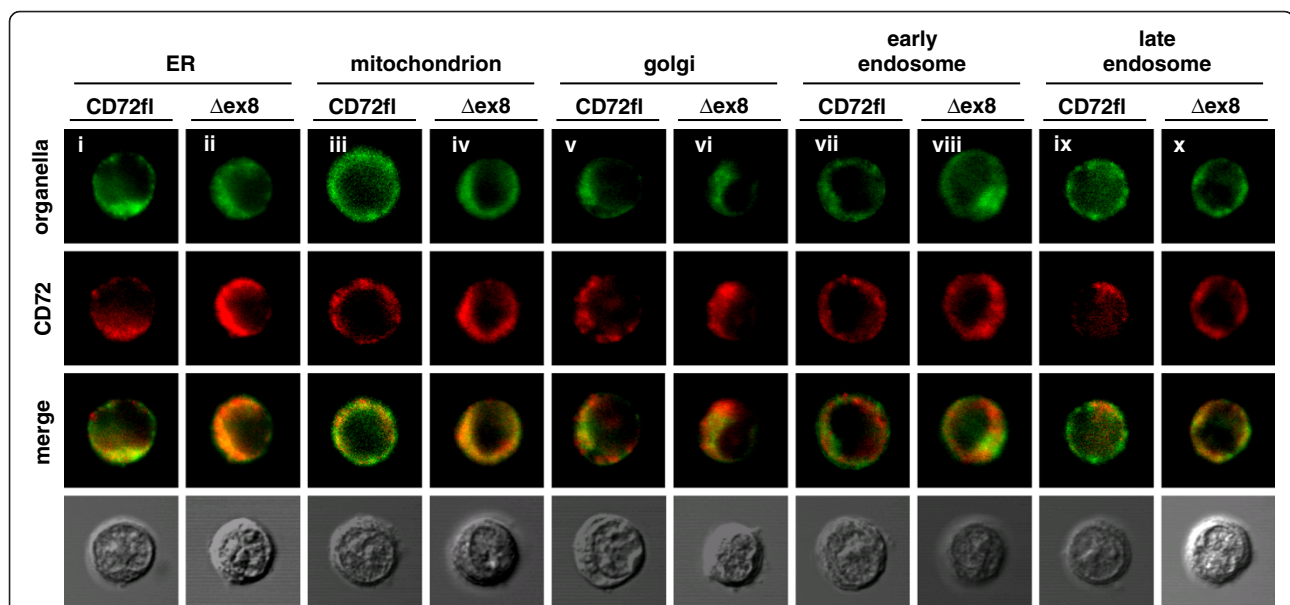 ER mitochondrion golgi early endosome late endosome
CD72fl Δex8 CD72fl Δex8 CD72fl Δex8 CD72fl Δex8 CD72fl Δex8
organella i ii iii iv v vi vii viii ix x
CD72
merge